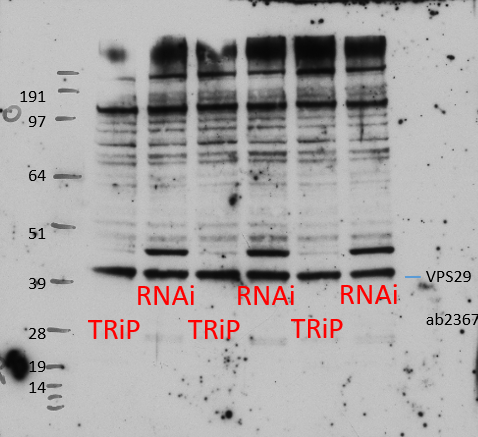 191
97
64
51
39
28
19
14
VPS29
ab2367
RNAi RNAi RNAi
TRiP TRiP TRiP